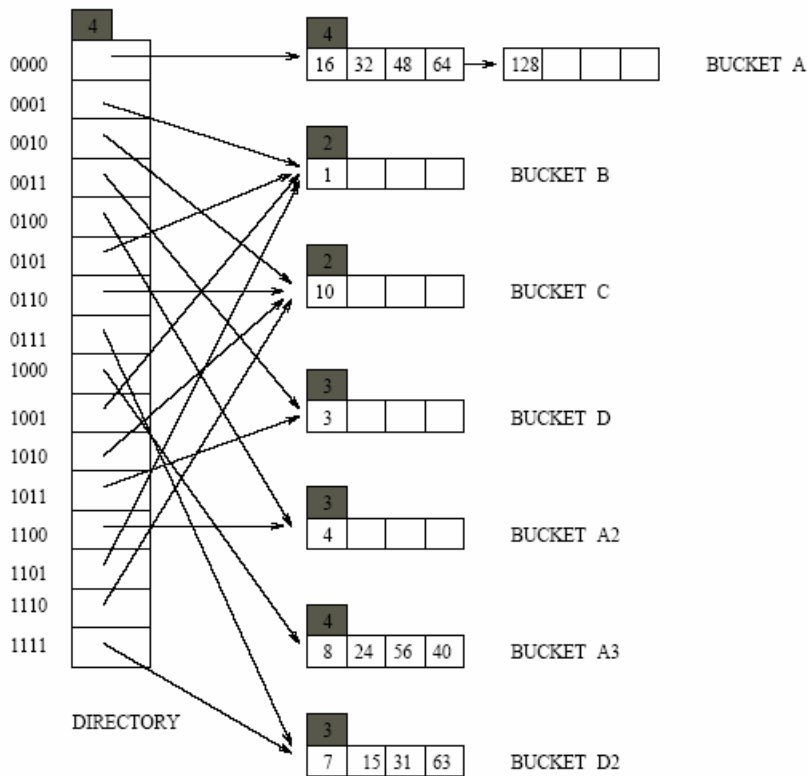 4
4
0000
16 32 48 64
128
BUCKET A
0001
0010
2
0011
1
BUCKET B
0100
0101
2
0110
10
BUCKET C
0111
1000
3
1001
3
BUCKET D
1010
1011
3
1100
4
BUCKET A2
1101
1110
4
1111
8 24 56 40
BUCKET A3
DIRECTORY
3
7 15 31 63
BUCKET D2